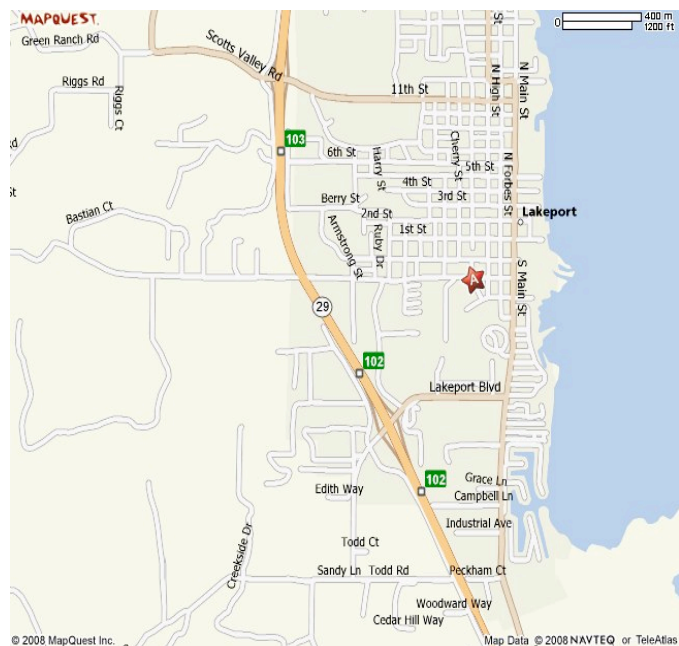 MAPQUEST.
400 m
0
1200 ft
Green Ranch Rd
Scotts Valley Rd
N High St
N Main St
Riggs Rd
Riggs Ct
11th St
103
6th St
Harry St
Cherry St
5th St
N Forbes St
4th St
3rd St
Berry St
Bastian Ct
2nd St
Lakeport
Armstrong St
Ruby Dr
1st St
A
S Main St
29
102
Lakeport Blvd
102
Grace Ln
Edith Way
Campbell Ln
Industrial Ave
Creekside Dr
Todd Ct
Sandy Ln
Todd Rd
Peckham Ct
Woodward Way
Cedar Hill Way
© 2008 MapQuest Inc.
Map Data © 2008 NAVTEQ or TeleAtlas